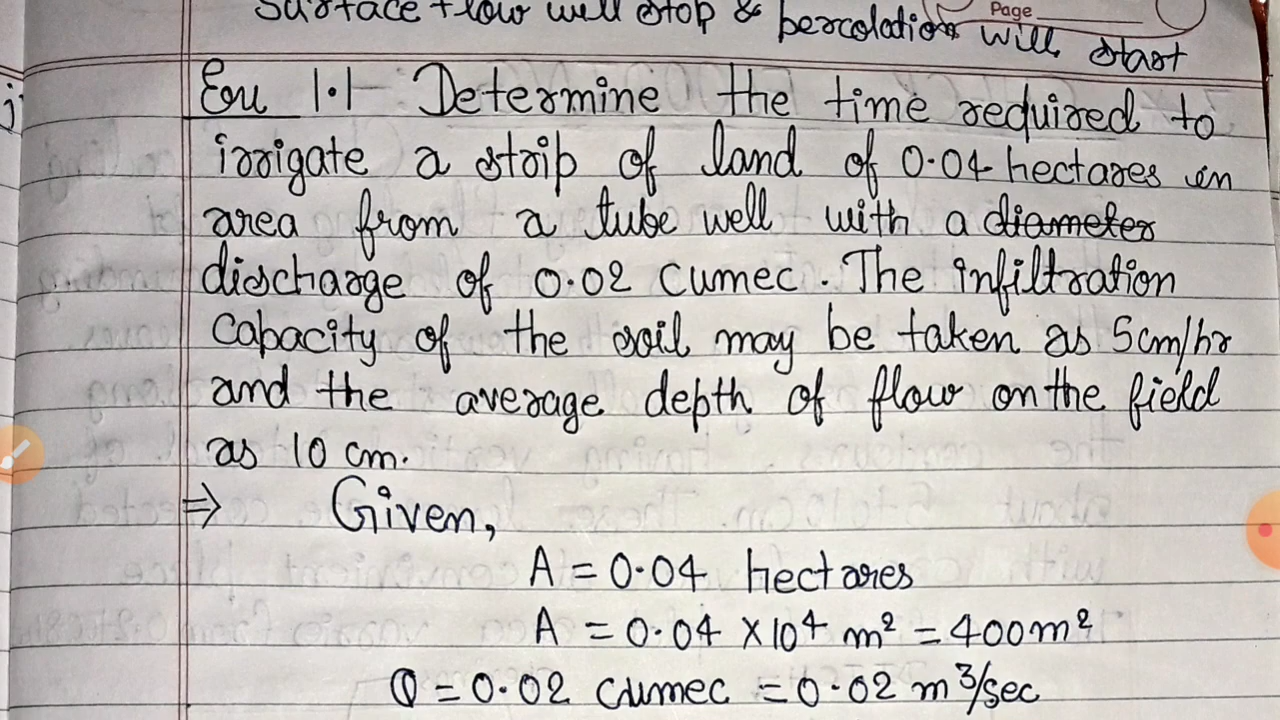 Surface flow will stop & percolation will start
Page
Exu 1.1 Determine the time required to
irrigate a strip of land of 0.04 hectares in
area from a tube well with a diameter
discharge of 0.02 cumec. The infiltration
capacity of the soil may be taken as 5cm/hr
and the average depth of flow on the field
as 10 cm.
⇒ Given,
A = 0.04 hectares
A = 0.04 × 10⁴ m² = 400m²
Q = 0.02 cumec = 0.02 m³/sec